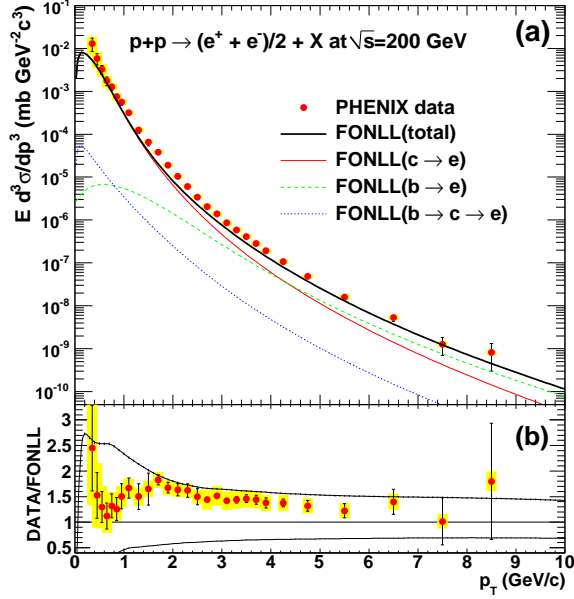 p+p → (e⁺ + e⁻)/2 + X at √s=200 GeV (a)
PHENIX data
FONLL(total)
FONLL(c → e)
FONLL(b → e)
FONLL(b → c → e)
E d³σ/dp³ (mb GeV⁻²c³)
10⁻²
10⁻³
10⁻⁴
10⁻⁵
10⁻⁶
10⁻⁷
10⁻⁸
10⁻⁹
10⁻¹⁰
(b)
DATA/FONLL
3
2.5
2
1.5
1
0.5
0 1 2 3 4 5 6 7 8 9 10
p_T (GeV/c)